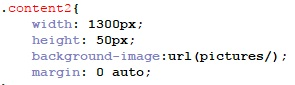 .content2{
width: 1300px;
height: 50px;
background-image:url(pictures/);
margin: 0 auto;